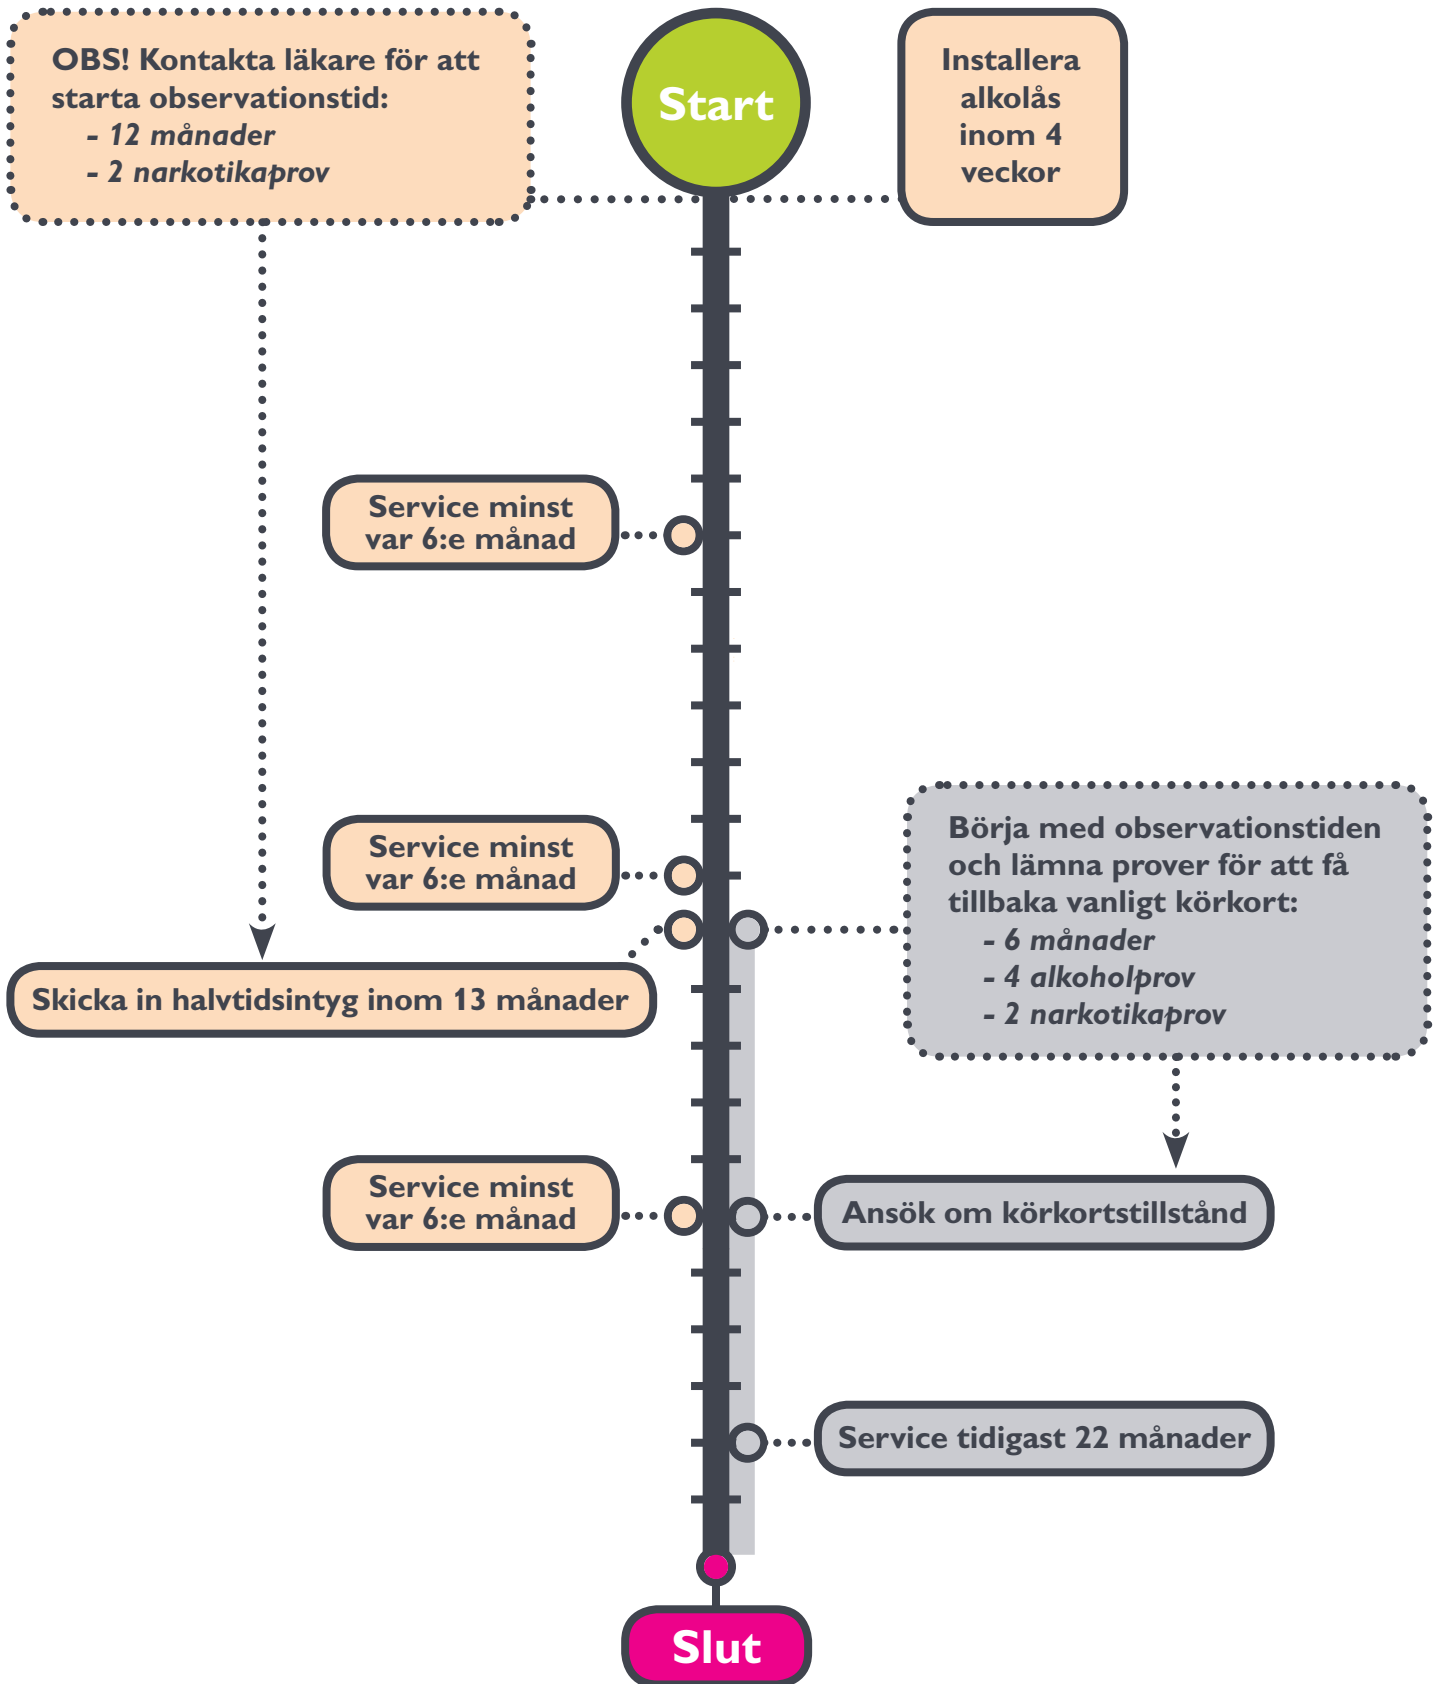 OBS! Kontakta läkare för att
starta observationstid:
- 12 månader
- 2 narkotikaprov
Start
Installera
alkolås
inom 4
veckor
Service minst
var 6:e månad
Service minst
var 6:e månad
Börja med observationstiden
och lämna prover för att få
tillbaka vanligt körkort:
- 6 månader
- 4 alkoholprov
- 2 narkotikaprov
Skicka in halvtidsintyg inom 13 månader
Service minst
var 6:e månad
Ansök om körkortstillstånd
Service tidigast 22 månader
Slut